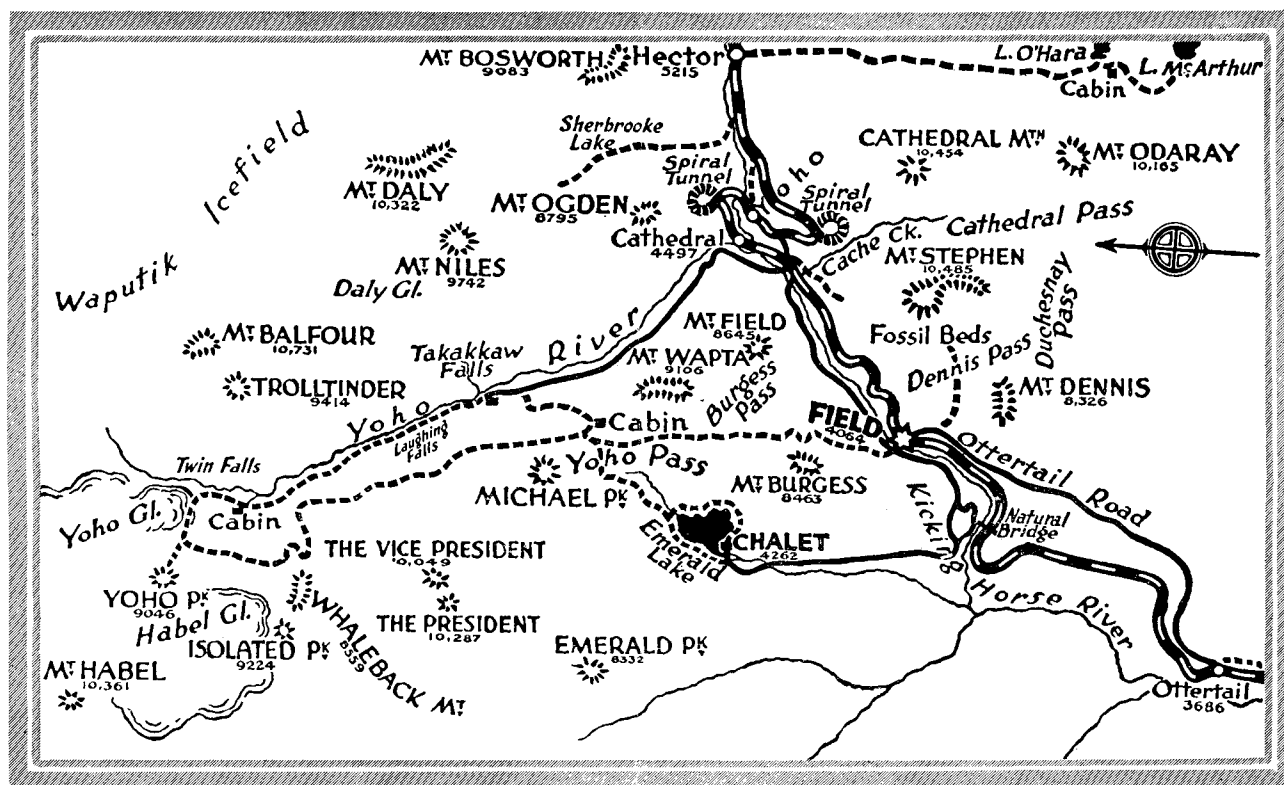 MT. BOSWORTH
9083
Hector
5215
L. O'Hara
L. McArthur
Cabin
Waputik Icefield
Sherbrooke
Lake
CATHEDRAL MTN
10,454
MT. ODARAY
10,165
MT. DALY
10,322
Spiral
Tunnel
Yoho
Spiral
Tunnel
MT. OGDEN
8795
Cathedral
4497
Cache Ck.
Cathedral Pass
MT. NILES
9742
Daly Gl.
MT. STEPHEN
10,485
Duchesnay
Pass
MT. BALFOUR
10,731
Takakkaw
Falls
Yoho River
MT. FIELD
8645
MT. WAPTA
9106
Fossil Beds
Dennis Pass
TROLLTINDER
9414
Burgess
Pass
MT. DENNIS
8,326
Laughing
Falls
Cabin
FIELD
4064
Ottertail Road
Twin Falls
Yoho Pass
MICHAEL PK.
MT. BURGESS
8463
Yoho Gl.
Cabin
Kicking Horse River
Natural
Bridge
THE VICE PRESIDENT
10,049
Emerald
Lake
CHALET
4262
YOHO PK.
9046
Habel Gl.
THE PRESIDENT
10,287
ISOLATED PK.
9224
WHALEBACK MT.
8559
EMERALD PK.
8332
MT. HABEL
10,361
Ottertail
3686